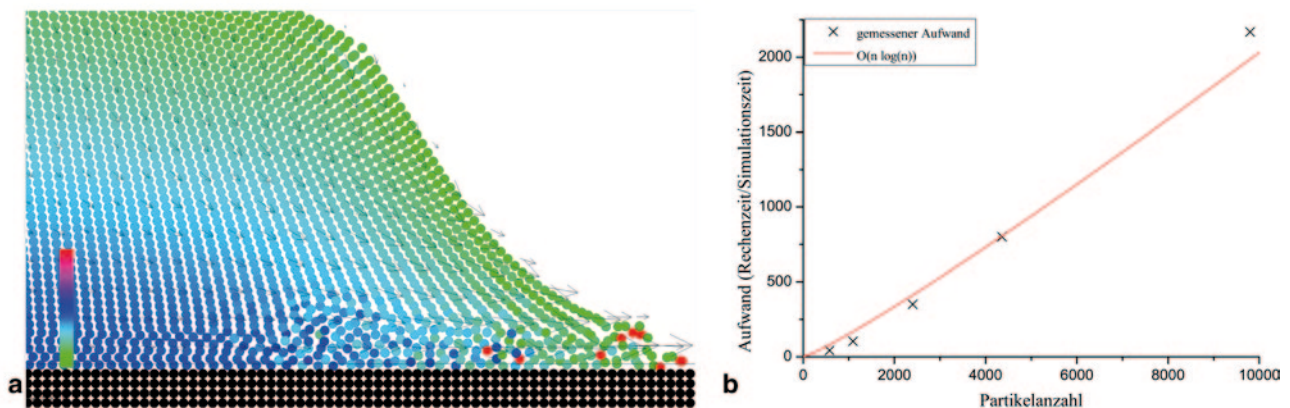 a
gemessener Aufwand
O(n log(n))
Aufwand (Rechenzeit/Simulationszeit)
2000
1500
1000
500
0
0
2000
4000
6000
8000
10000
Partikelanzahl
b